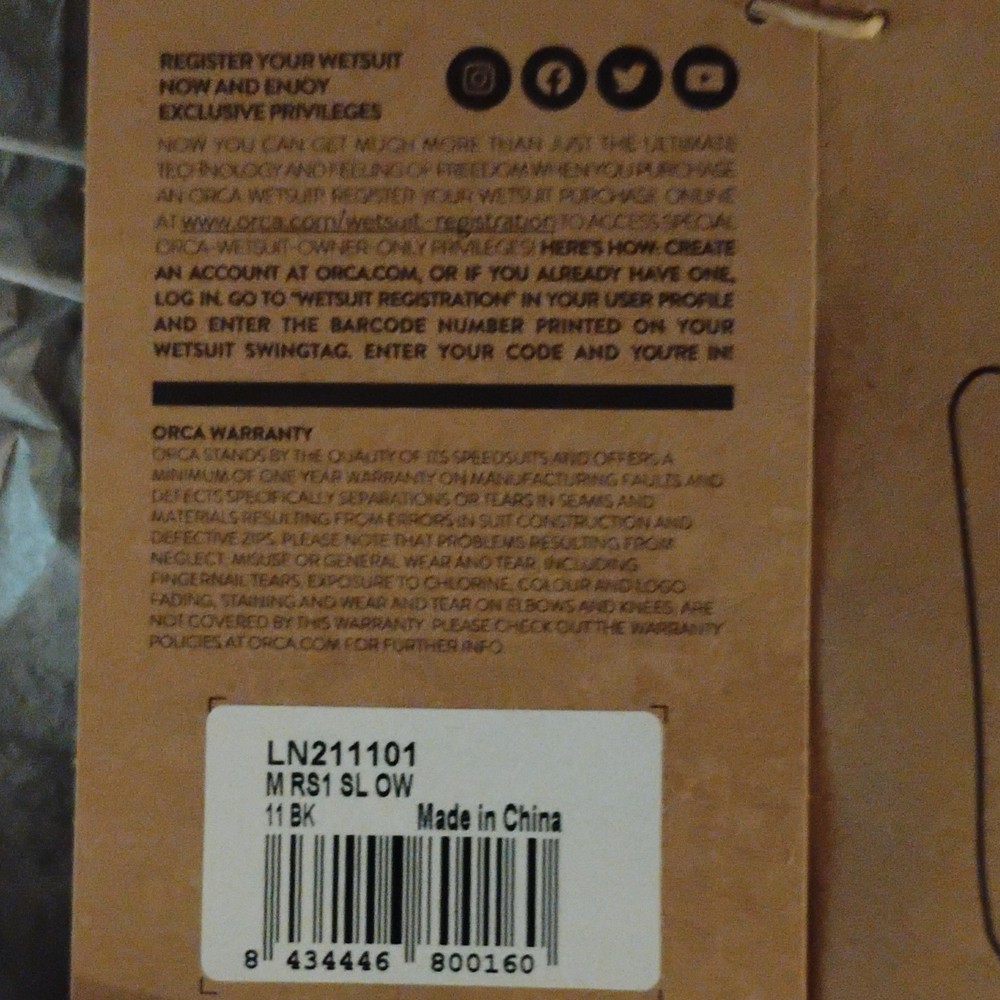 REGISTER YOUR WETSUIT
NOW AND ENJOY
EXCLUSIVE PRIVILEGES
NOW YOU CAN GET MUCH MORE THAN JUST THE ULTIMATE
TECHNOLOGY AND FEELING OF FREEDOM WHEN YOU PURCHASE
AN ORCA WETSUIT! REGISTER YOUR WETSUIT PURCHASE ONLINE
AT www.orca.com/wetsuit-registration TO ACCESS SPECIAL
ORCA-WETSUIT-OWNER-ONLY PRIVILEGES! HERE'S HOW: CREATE
AN ACCOUNT AT ORCA.COM, OR IF YOU ALREADY HAVE ONE,
LOG IN. GO TO "WETSUIT REGISTRATION" IN YOUR USER PROFILE
AND ENTER THE BARCODE NUMBER PRINTED ON YOUR
WETSUIT SWINGTAG. ENTER YOUR CODE AND YOU'RE IN!
ORCA WARRANTY
ORCA STANDS BY THE QUALITY OF ITS SPEEDSUITS AND OFFERS A
MINIMUM OF ONE YEAR WARRANTY ON MANUFACTURING FAULTS AND
DEFECTS SPECIFICALLY SEPARATIONS OR TEARS IN SEAMS AND
MATERIALS RESULTING FROM ERRORS IN SUIT CONSTRUCTION AND
DEFECTIVE ZIPS. PLEASE NOTE THAT PROBLEMS RESULTING FROM
NEGLECT, MISUSE OR GENERAL WEAR AND TEAR, INCLUDING
FINGERNAIL TEARS, EXPOSURE TO CHLORINE, COLOUR AND LOGO
FADING, STAINING AND WEAR AND TEAR ON ELBOWS AND KNEES, ARE
NOT COVERED BY THIS WARRANTY. PLEASE CHECK OUT THE WARRANTY
POLICIES AT ORCA.COM FOR FURTHER INFO.
LN211101
M RS1 SL OW
11 BK Made in China
8 434446 800160